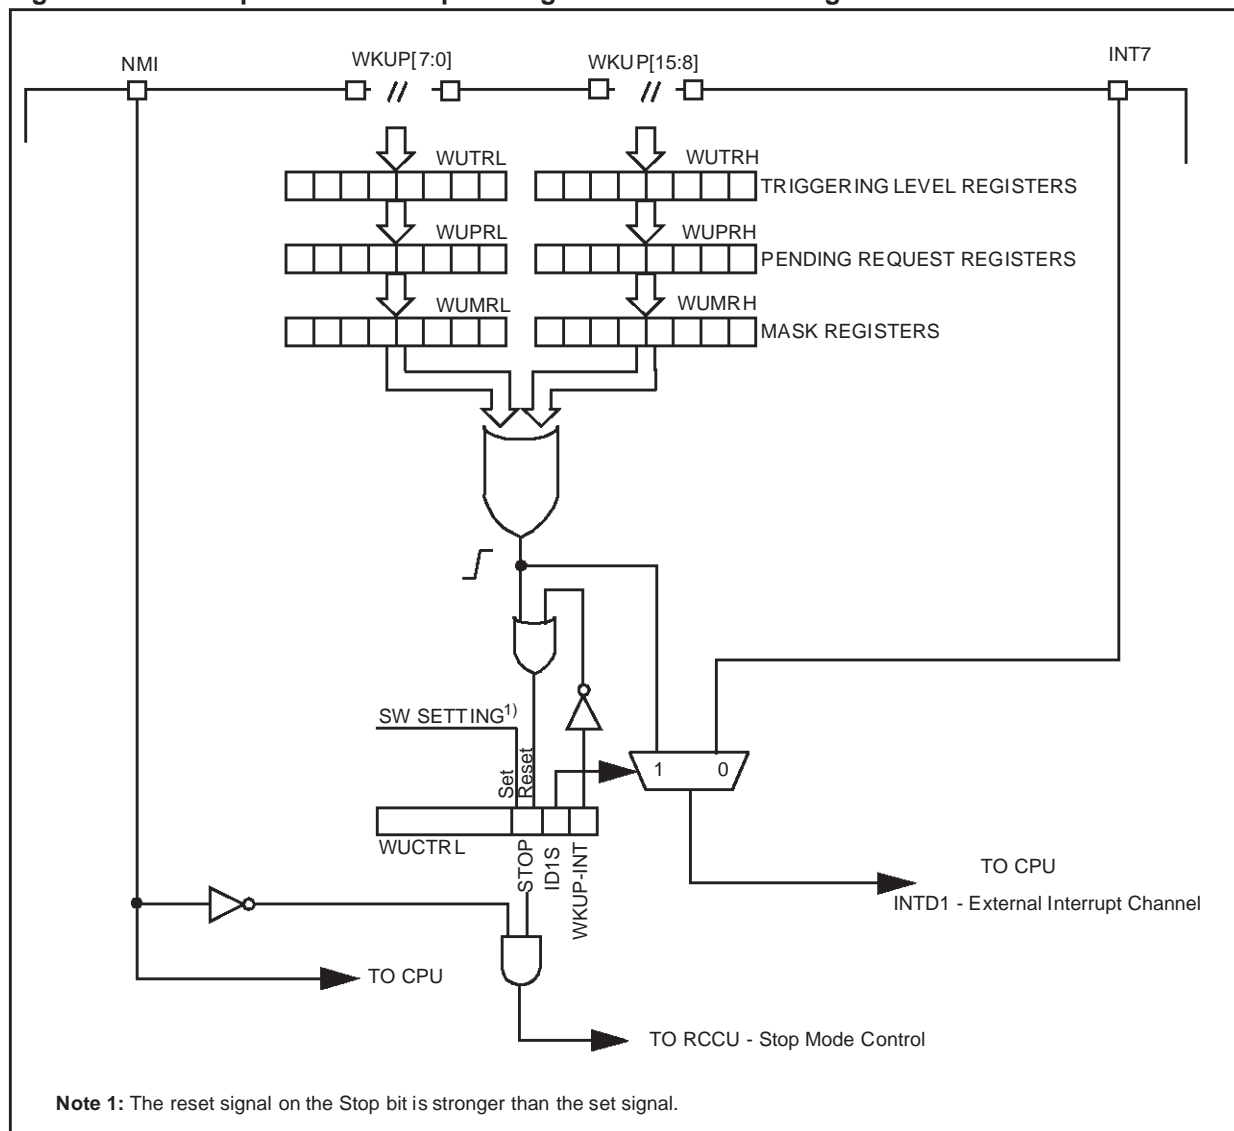 NMI
WKUP[7:0]
WKUP[15:8]
INT7
WUTRL
WUTRH
TRIGGERING LEVEL REGISTERS
WUPRL
WUPRH
PENDING REQUEST REGISTERS
WUMRL
WUMRH
MASK REGISTERS
SW SETTING1)
Set
Reset
1
0
WUCTRL
STOP
ID1S
WKUP-INT
TO CPU
INTD1 - External Interrupt Channel
TO CPU
TO RCCU - Stop Mode Control
Note 1: The reset signal on the Stop bit is stronger than the set signal.